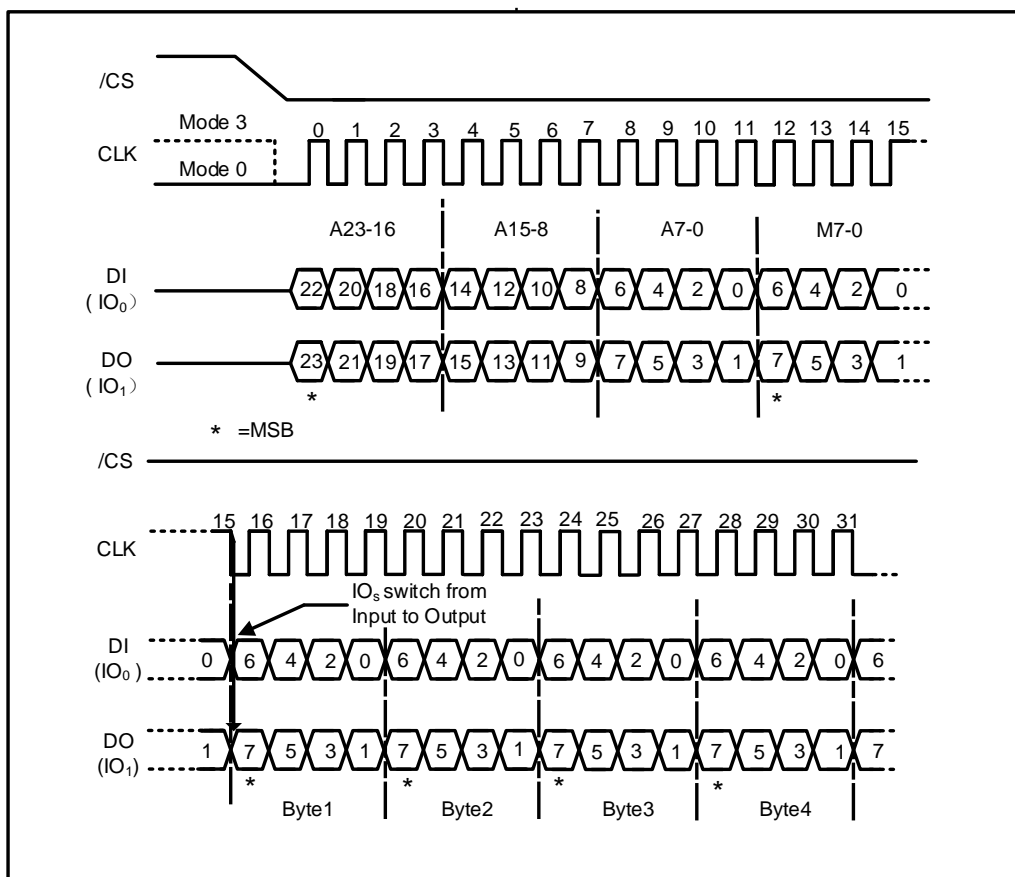 /CS
Mode 3
CLK
Mode 0
0 1 2 3 4 5 6 7 8 9 10 11 12 13 14 15
A23-16 A15-8 A7-0 M7-0
DI
( IO₀）
22 20 18 16 14 12 10 8 6 4 2 0 6 4 2 0
DO
( IO₁）
23 21 19 17 15 13 11 9 7 5 3 1 7 5 3 1
* *
* =MSB
/CS
15 16 17 18 19 20 21 22 23 24 25 26 27 28 29 30 31
CLK
IOₛ switch from
Input to Output
DI
(IO₀ )
0 6 4 2 0 6 4 2 0 6 4 2 0 6 4 2 0 6
DO
(IO₁)
1 7 5 3 1 7 5 3 1 7 5 3 1 7 5 3 1 7
* * * *
Byte1 Byte2 Byte3 Byte4